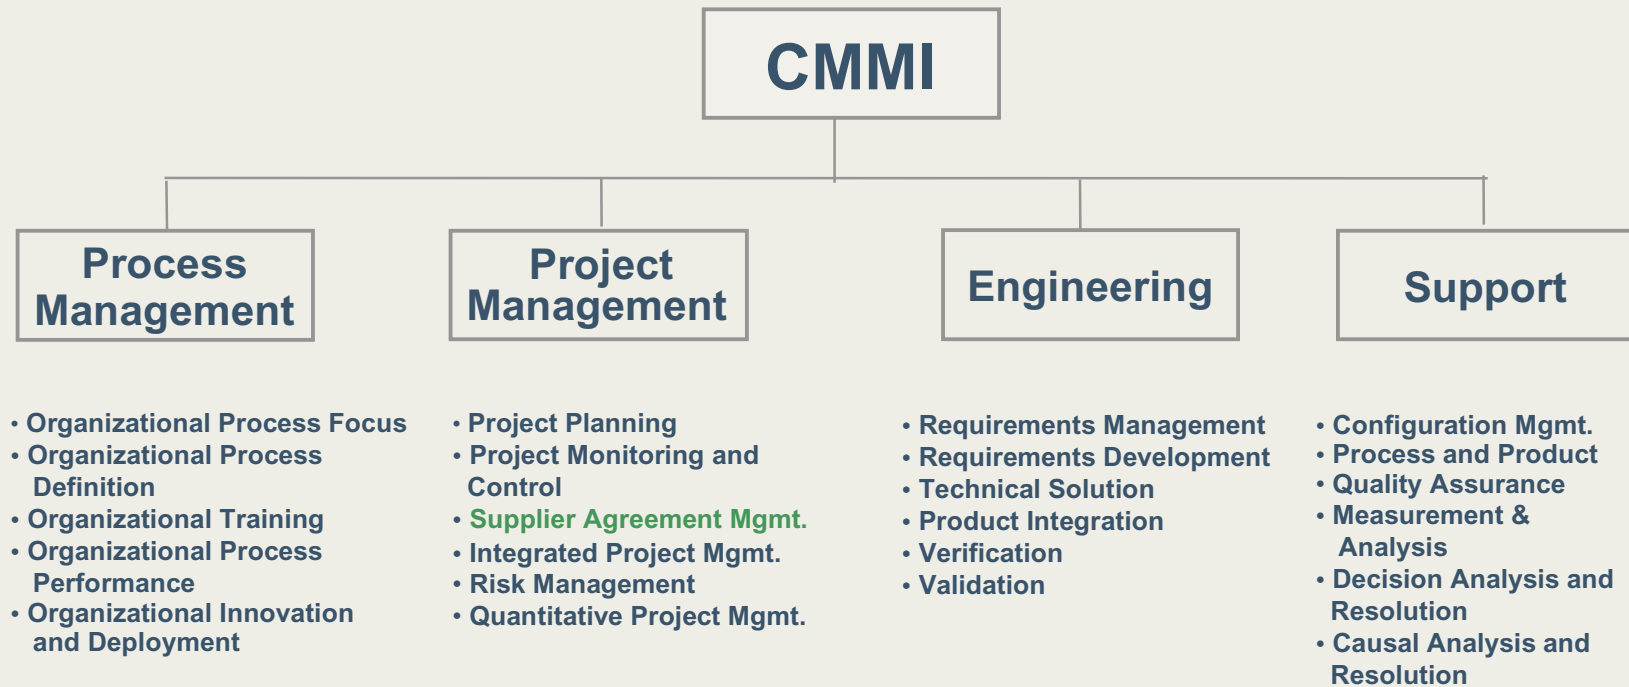 CMMI
Process
Management
Project
Management
Engineering
Support
• Organizational Process Focus
• Organizational Process
Definition
• Organizational Training
• Organizational Process
Performance
• Organizational Innovation
and Deployment
• Project Planning
• Project Monitoring and
Control
• Supplier Agreement Mgmt.
• Integrated Project Mgmt.
• Risk Management
• Quantitative Project Mgmt.
• Requirements Management
• Requirements Development
• Technical Solution
• Product Integration
• Verification
• Validation
• Configuration Mgmt.
• Process and Product
• Quality Assurance
• Measurement &
Analysis
• Decision Analysis and
Resolution
• Causal Analysis and
Resolution